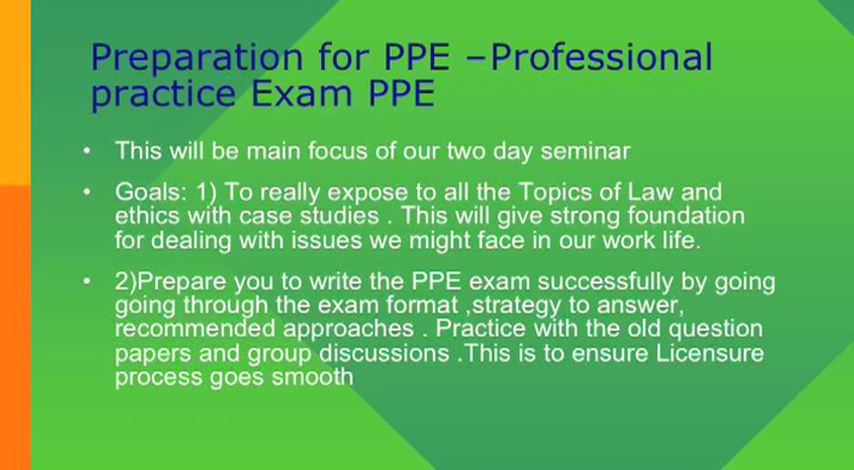 Preparation for PPE –Professional
practice Exam PPE
• This will be main focus of our two day seminar
• Goals: 1) To really expose to all the Topics of Law and
ethics with case studies . This will give strong foundation
for dealing with issues we might face in our work life.
• 2)Prepare you to write the PPE exam successfully by going
going through the exam format ,strategy to answer,
recommended approaches . Practice with the old question
papers and group discussions .This is to ensure Licensure
process goes smooth